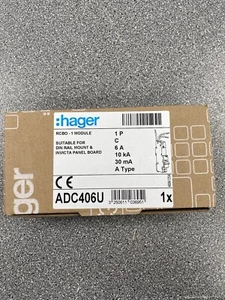 :hager
RCBO - 1 MODULE
SUITABLE FOR
DIN RAIL MOUNT &
INVICTA PANEL BOARD
1 P
C
6 A
10 kA
30 mA
A Type
CE
ADC406U
1x
ager